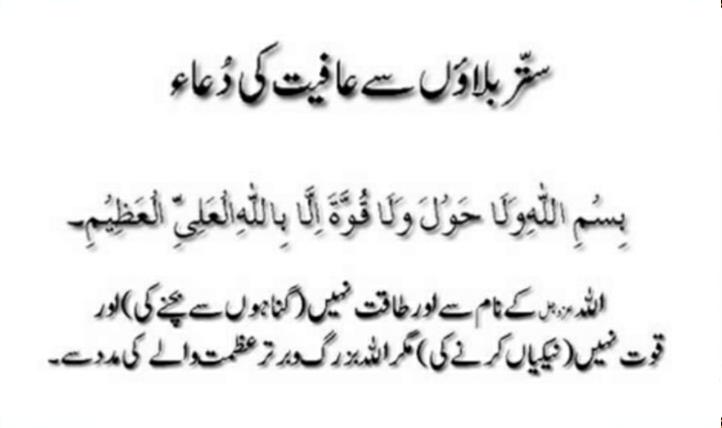 ستّر بلاؤں سے عافیت کی دُعاء
بِسْمِ اللّٰهِ وَلَا حَوْلَ وَلَا قُوَّةَ اِلَّا بِاللّٰهِ الْعَلِيِّ الْعَظِيْمِ۔
اللہ عزوجل کے نام سے اور طاقت نہیں (گناہوں سے بچنے کی) اور
قوت نہیں (نیکیاں کرنے کی) مگر اللہ بزرگ و برتر عظمت والے کی مدد سے۔